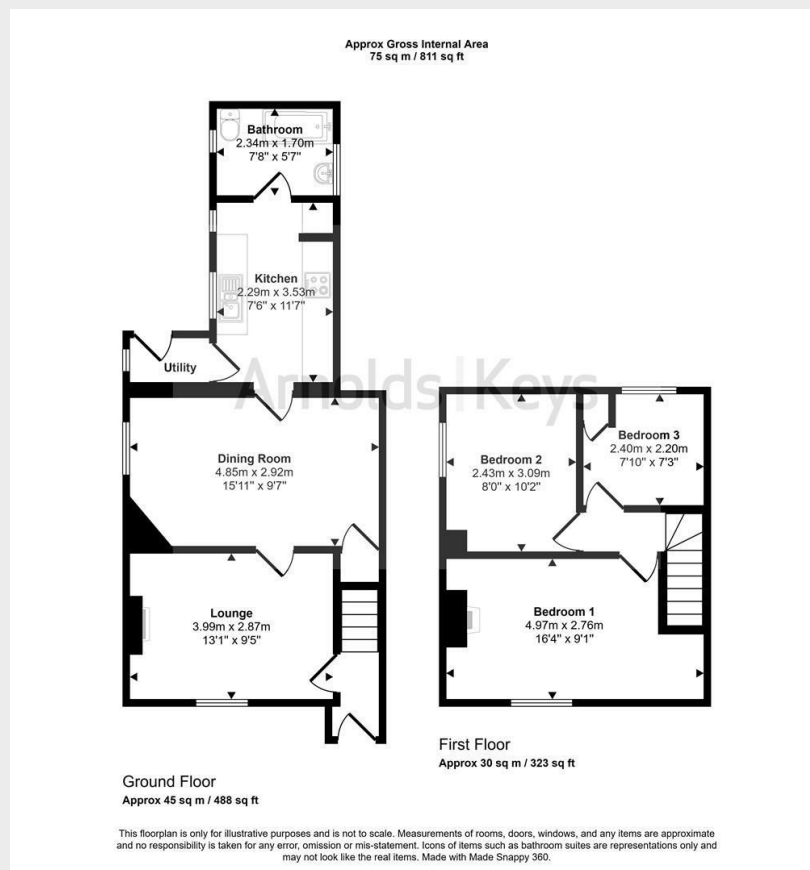 Approx Gross Internal Area
75 sq m / 811 sq ft
Bathroom
2.34m x 1.70m
7'8" x 5'7"
Kitchen
2.29m x 3.53m
7'6" x 11'7"
Utility
Arnolds|Keys
Dining Room
4.85m x 2.92m
15'11" x 9'7"
Lounge
3.99m x 2.87m
13'1" x 9'5"
Bedroom 2
2.43m x 3.09m
8'0" x 10'2"
Bedroom 3
2.40m x 2.20m
7'10" x 7'3"
Bedroom 1
4.97m x 2.76m
16'4" x 9'1"
First Floor
Approx 30 sq m / 323 sq ft
Ground Floor
Approx 45 sq m / 488 sq ft
This floorplan is only for illustrative purposes and is not to scale. Measurements of rooms, doors, windows, and any items are approximate
and no responsibility is taken for any error, omission or mis-statement. Icons of items such as bathroom suites are representations only and
may not look like the real items. Made with Made Snappy 360.